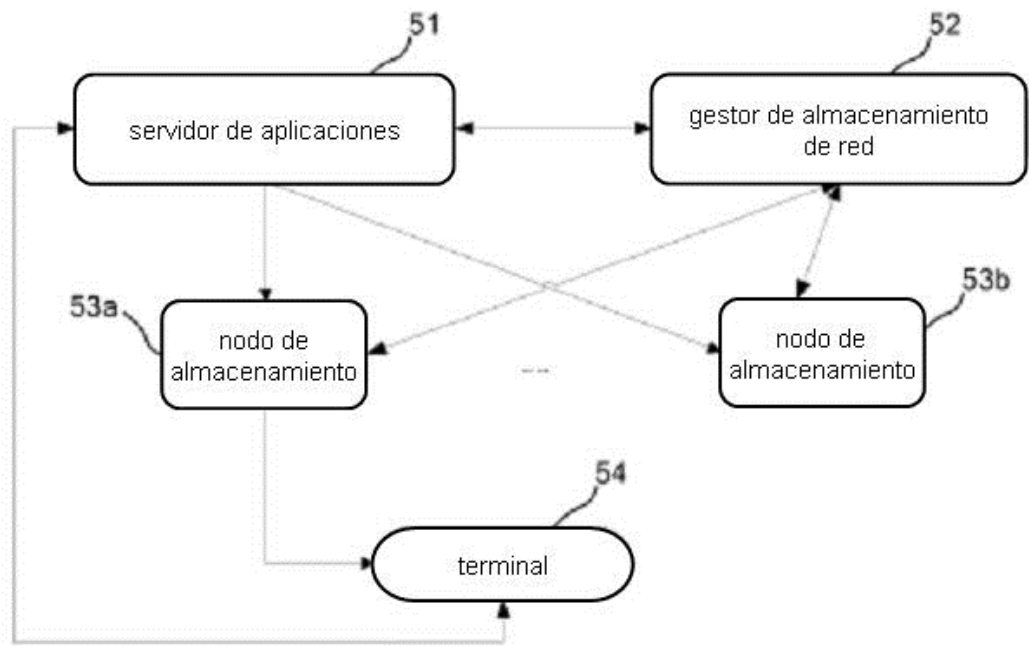 51
52
servidor de aplicaciones
gestor de almacenamiento
de red
53a
nodo de
almacenamiento
53b
nodo de
almacenamiento
54
terminal